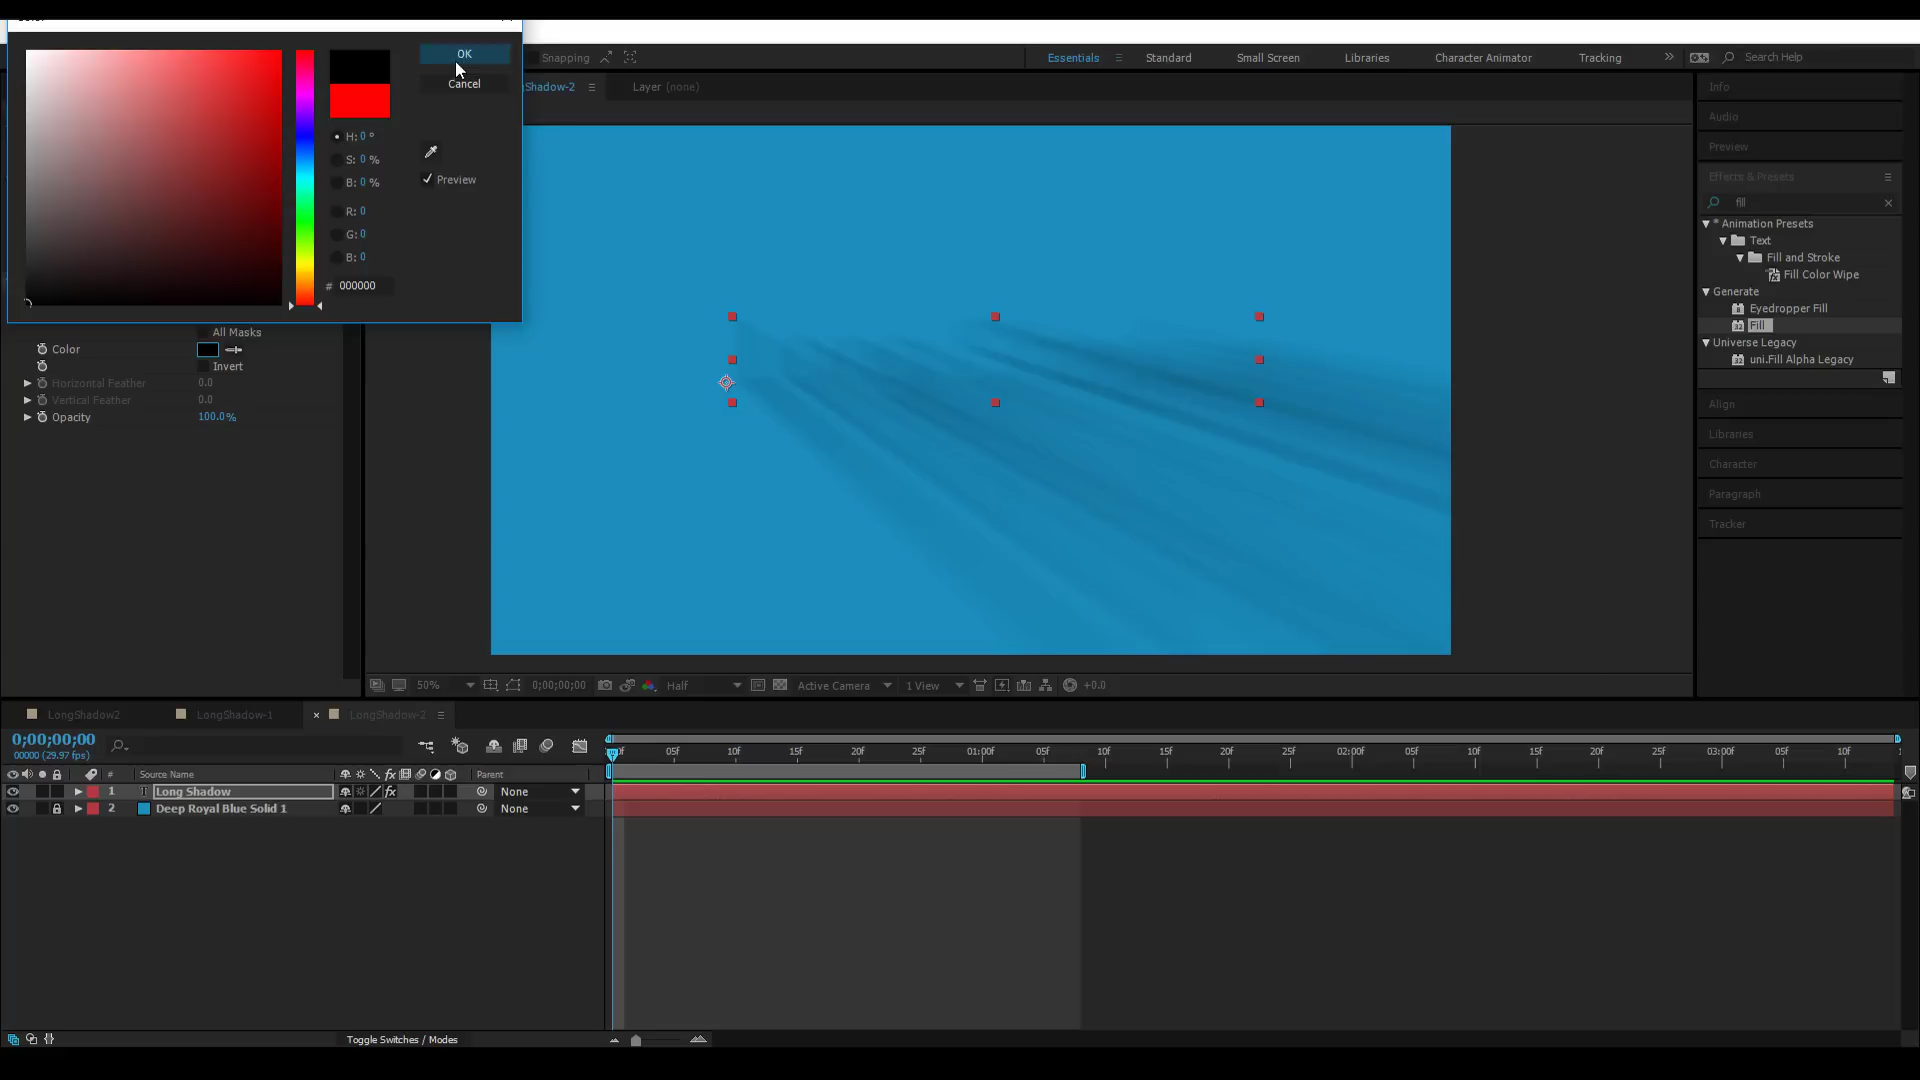 OK
Cancel
H: 0 °
S: 0 %
B: 0 %
R: 0
G: 0
B: 0
# 000000
Preview
Snapping
Essentials
Standard
Small Screen
Libraries
Character Animator
Tracking
»
Search Help
LongShadow-2
Layer (none)
All Masks
Color
Invert
Horizontal Feather 0.0
Vertical Feather 0.0
Opacity 100.0%
Info
Audio
Preview
Effects & Presets
fill
* Animation Presets
Text
Fill and Stroke
Fill Color Wipe
Generate
Eyedropper Fill
Fill
Universe Legacy
uni.Fill Alpha Legacy
Align
Libraries
Character
Paragraph
Tracker
50% 0;00;00;00 Half Active Camera 1 View +0.0
LongShadow2 LongShadow-1 LongShadow-2
0;00;00;00
00000 (29.97 fps)
05f 10f 15f 20f 25f 01:00f 05f 10f 15f 20f 25f 02:00f 05f 10f 15f 20f 25f 03:00f 05f 10f
# Source Name fx Parent
1 T Long Shadow fx None
2 Deep Royal Blue Solid 1 None
Toggle Switches / Modes